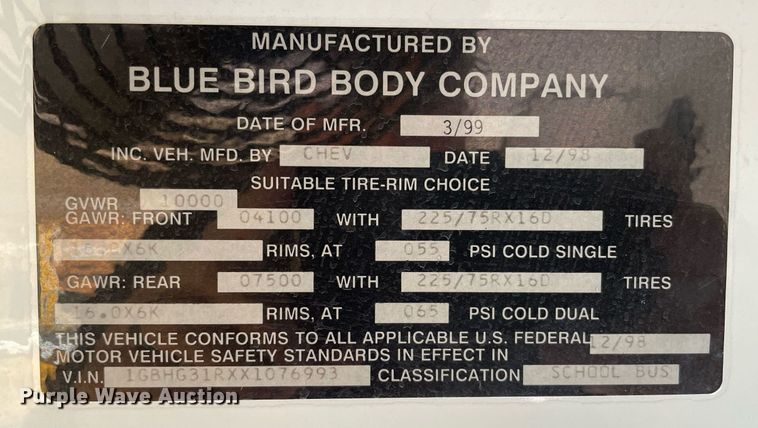 MANUFACTURED BY
BLUE BIRD BODY COMPANY
DATE OF MFR. 3/99
INC. VEH. MFD. BY CHEV DATE 12/98
SUITABLE TIRE-RIM CHOICE
GVWR 10000
GAWR: FRONT 04100 WITH 225/75RX16D TIRES
X6K RIMS, AT 055 PSI COLD SINGLE
GAWR: REAR 07500 WITH 225/75RX16D TIRES
16.0X6K RIMS, AT 065 PSI COLD DUAL
THIS VEHICLE CONFORMS TO ALL APPLICABLE U.S. FEDERAL 12/98
MOTOR VEHICLE SAFETY STANDARDS IN EFFECT IN
V.I.N. 1GBHG31RXX1076993 CLASSIFICATION SCHOOL BUS
Purple Wave Auction